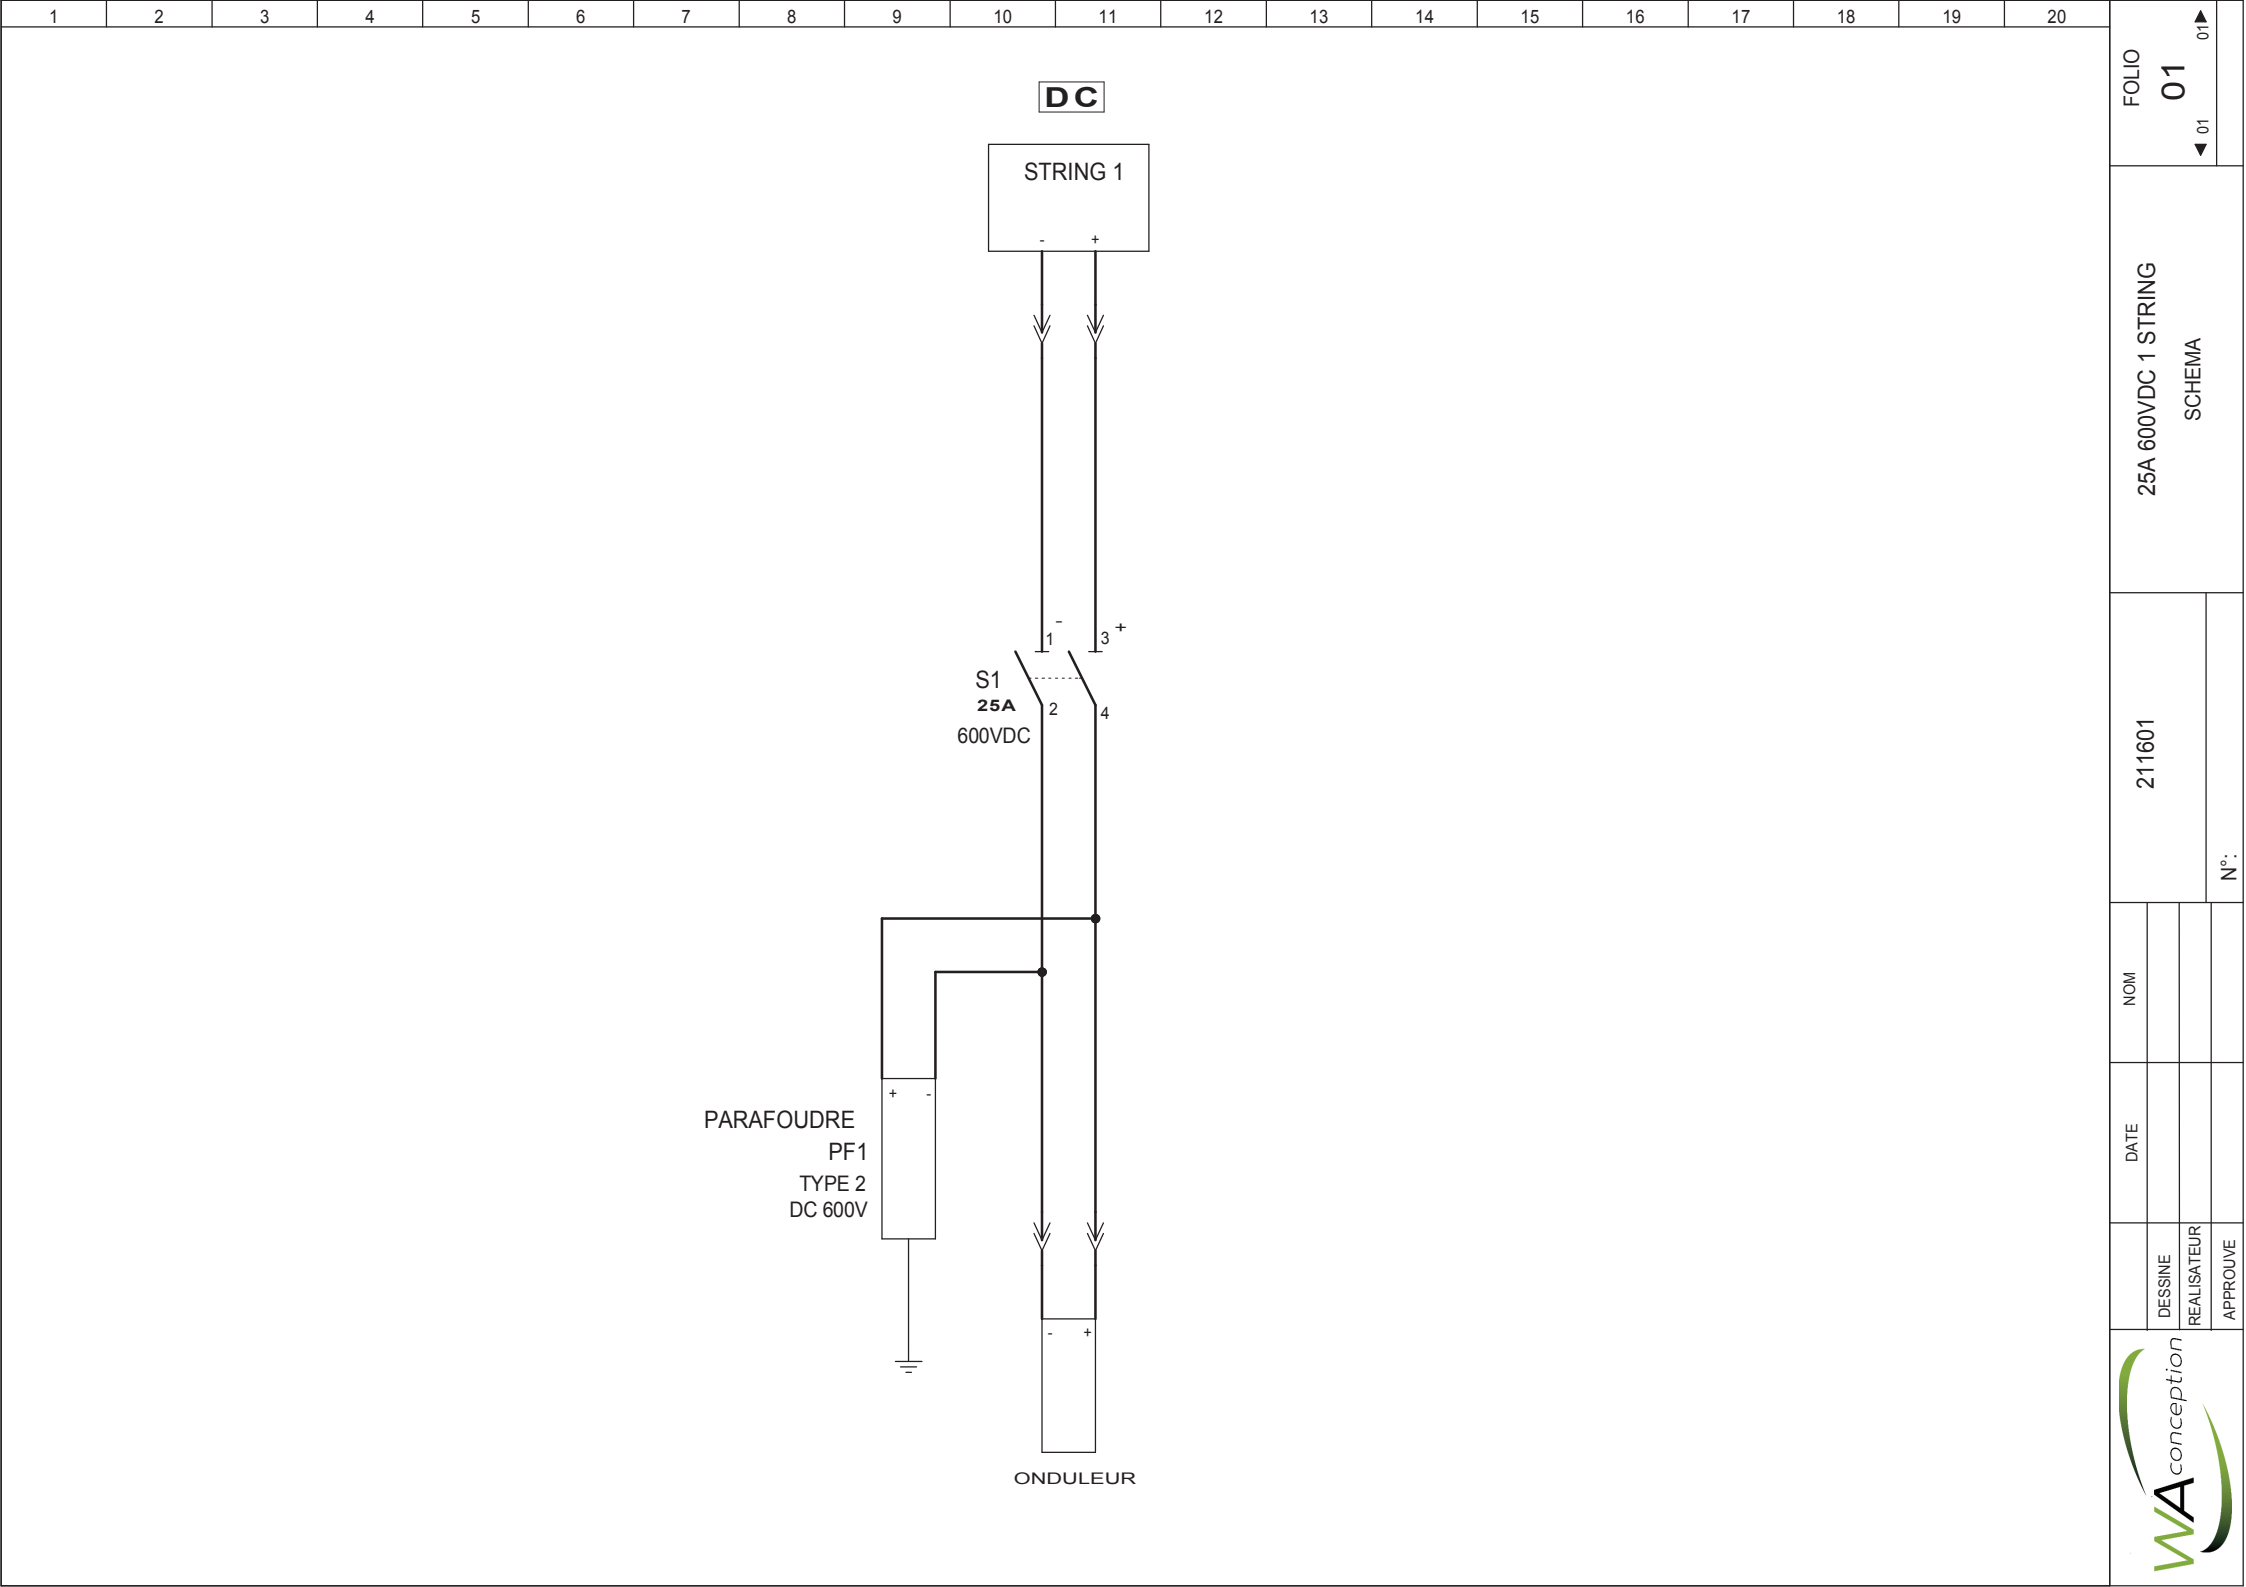 1 2 3 4 5 6 7 8 9 10 11 12 13 14 15 16 17 18 19 20
DC
STRING 1
- +
1 - 3 +
S1
25A
2 4
600VDC
+ -
PARAFOUDRE
PF1
TYPE 2
DC 600V
- +
ONDULEUR
FOLIO
01
01 01
25A 600VDC 1 STRING
SCHEMA
211601
N°:
NOM
DATE
DESSINE
REALISATEUR
APPROUVE
WA conception